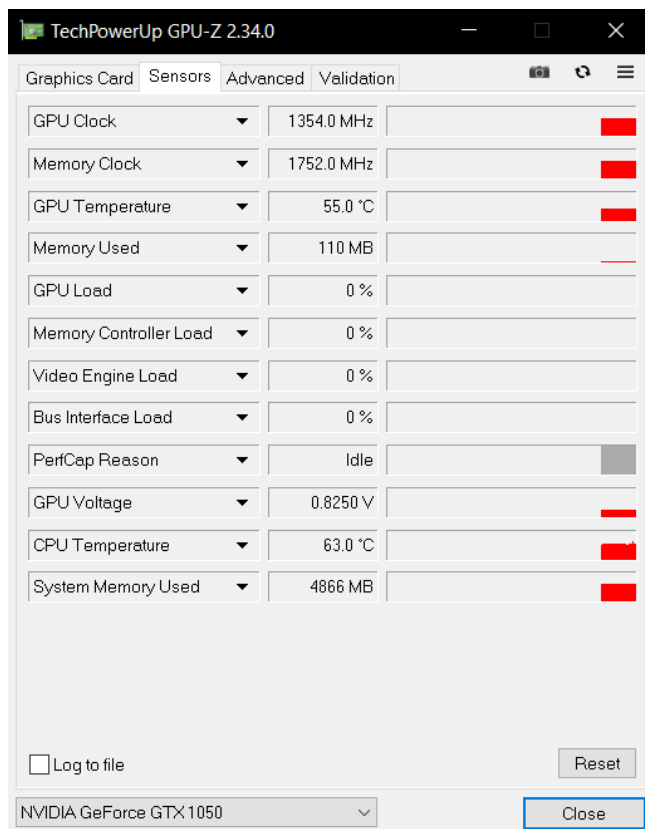 TechPowerUp GPU-Z 2.34.0
Graphics Card Sensors Advanced Validation
GPU Clock 1354.0 MHz
Memory Clock 1752.0 MHz
GPU Temperature 55.0 °C
Memory Used 110 MB
GPU Load 0 %
Memory Controller Load 0 %
Video Engine Load 0 %
Bus Interface Load 0 %
PerfCap Reason Idle
GPU Voltage 0.8250 V
CPU Temperature 63.0 °C
System Memory Used 4866 MB
Log to file Reset
NVIDIA GeForce GTX 1050 Close